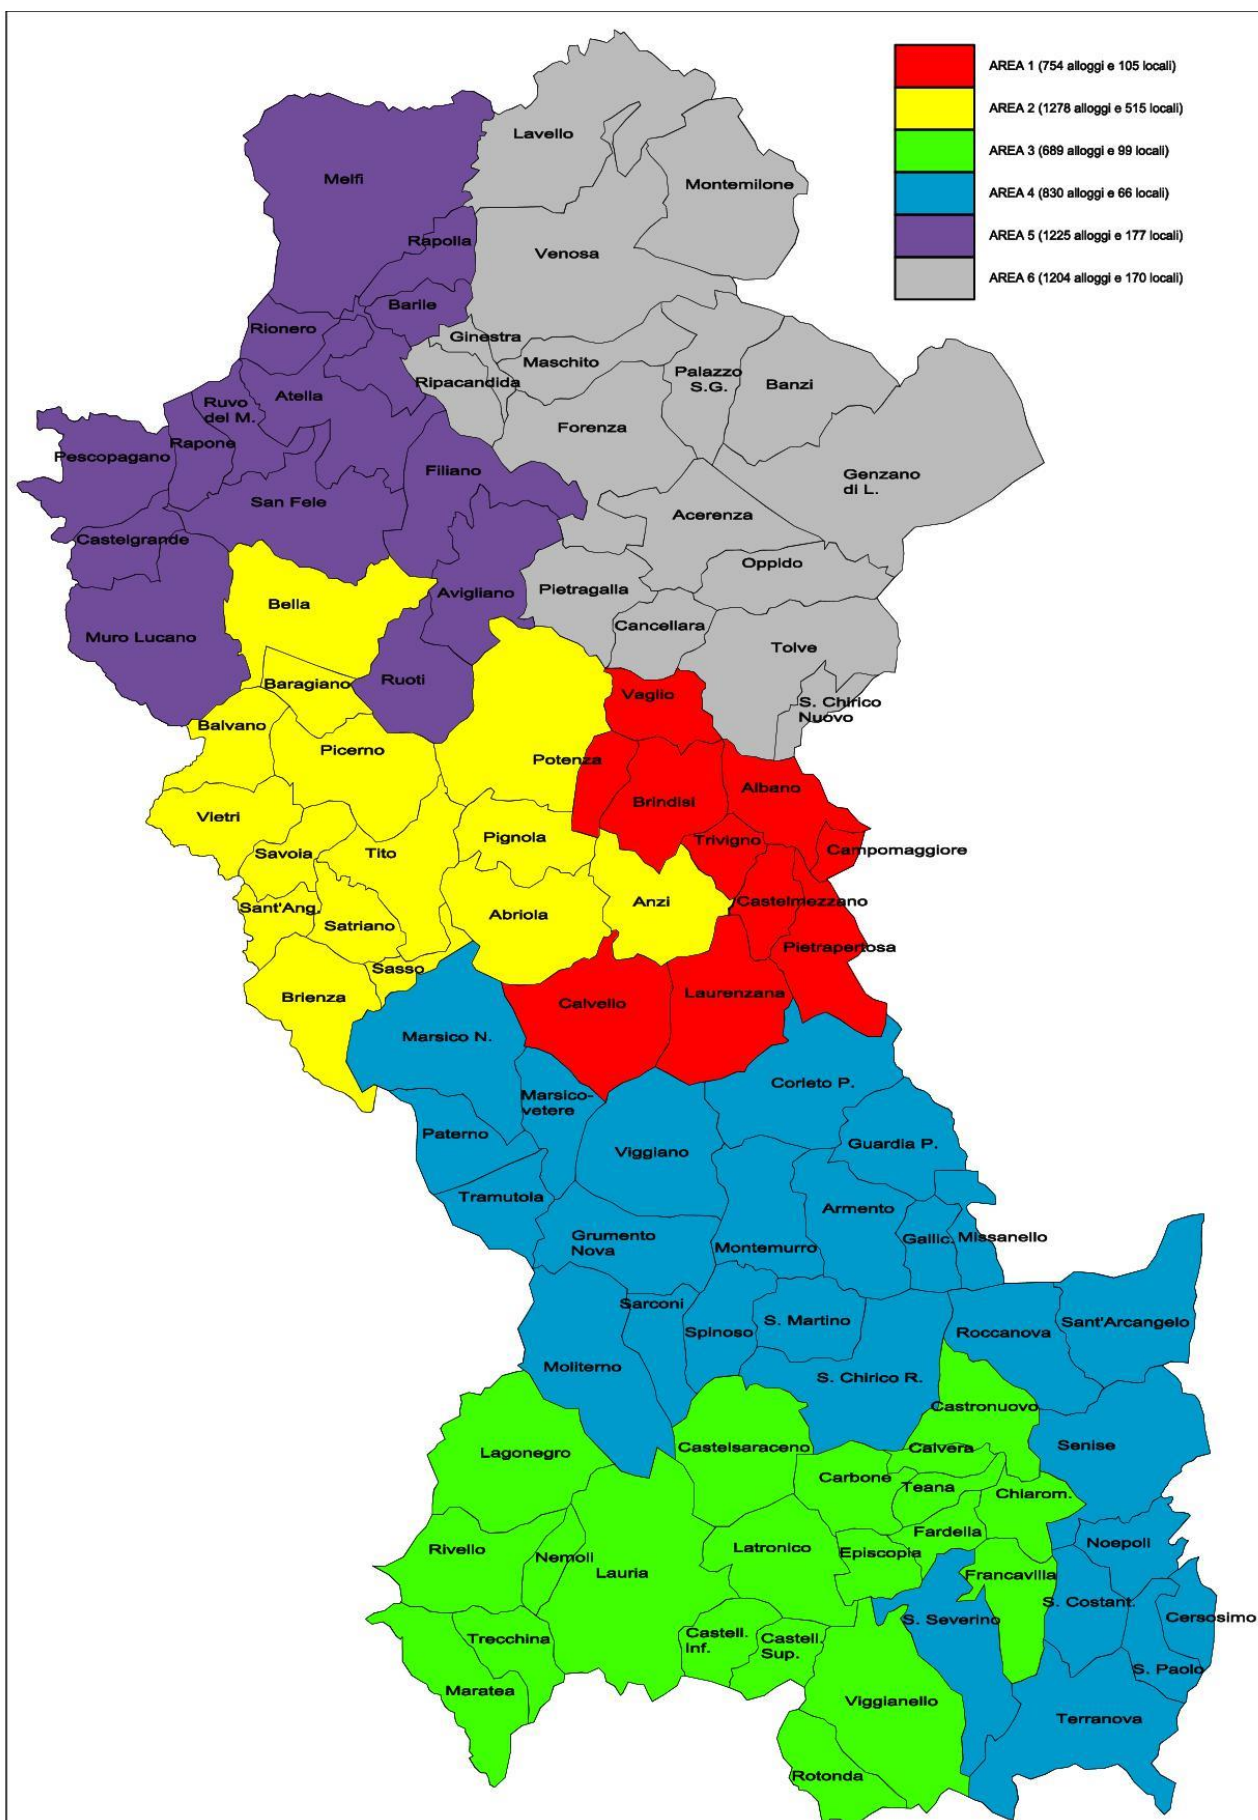 AREA 1 (754 alloggi e 105 locali)
AREA 2 (1278 alloggi e 515 locali)
AREA 3 (689 alloggi e 99 locali)
AREA 4 (830 alloggi e 66 locali)
AREA 5 (1225 alloggi e 177 locali)
AREA 6 (1204 alloggi e 170 locali)
Lavello
Melfi
Montemilone
Rapolla
Venosa
Barile
Rionero
Ginestra
Maschito
Ripacandida
Palazzo
S.G.
Banzi
Atella
Ruvo
del M.
Forenza
Rapone
Pescopagano
Filiano
Genzano
di L.
San Fele
Acerenza
Castelgrande
Oppido
Pietragalla
Avigliano
Bella
Cancellara
Muro Lucano
Tolve
Ruoti
Baragiano
Vaglio
S. Chirico
Nuovo
Balvano
Picerno
Potenza
Albano
Brindisi
Vietri
Pignola
Trivigno
Campomaggiore
Savoia
Tito
Anzi
Castelmezzano
Sant'Ang.
Abriola
Satriano
Pietrapertosa
Sasso
Brienza
Laurenzana
Calvello
Marsico N.
Corleto P.
Marsico-
vetere
Paterno
Guardia P.
Viggiano
Tramutola
Armento
Grumento
Nova
Montemurro
Gallic.
Missanello
Sarconi
S. Martino
Sant'Arcangelo
Spinoso
Roccanova
Moliterno
S. Chirico R.
Castronuovo
Lagonegro
Castelsaraceno
Calvera
Senise
Carbone
Teana
Chiarom.
Fardella
Noepoli
Rivello
Nemoli
Latronico
Episcopia
Lauria
Francavilla
S. Costant.
S. Severino
Cersosimo
Trecchina
Castell.
Inf.
Castell.
Sup.
S. Paolo
Maratea
Viggianello
Terranova
Rotonda